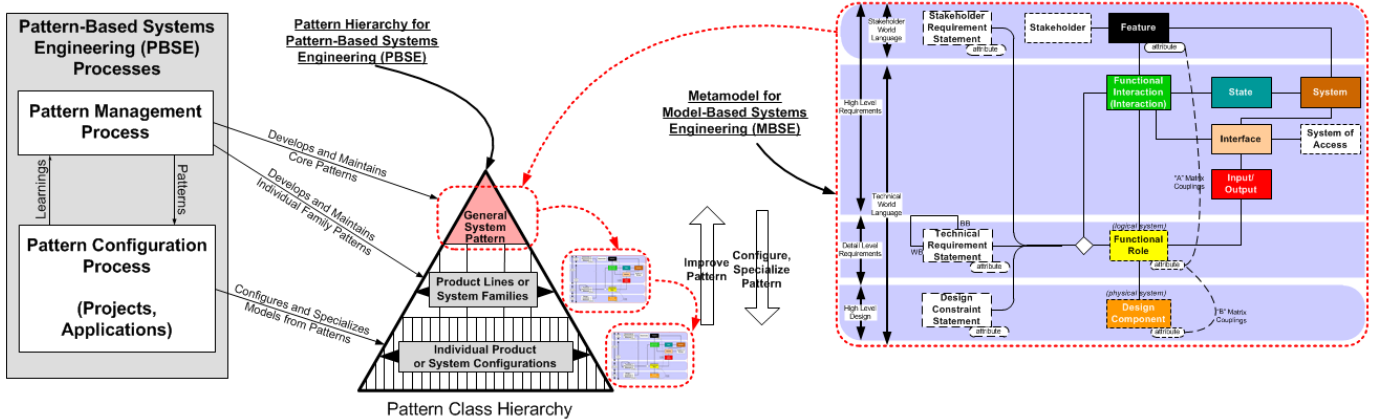 Pattern-Based Systems
Engineering (PBSE)
Processes
Pattern Management
Process
Learnings
Patterns
Pattern Configuration
Process
(Projects,
Applications)
Pattern Hierarchy for
Pattern-Based Systems
Engineering (PBSE)
Develops and Maintains
Core Patterns
Develops and Maintains
Individual Family Patterns
Configures and Specializes
Models from Patterns
General
System
Pattern
Product Lines or
System Families
Individual Product
or System Configurations
Pattern Class Hierarchy
Improve
Pattern
Configure,
Specialize
Pattern
Metamodel for
Model-Based Systems
Engineering (MBSE)
Stakeholder
World
Language
High Level
Requirements
Technical
World
Language
Detail Level
Requirements
High Level
Design
Stakeholder
Requirement
Statement
attribute
Stakeholder
Feature
attribute
Functional
Interaction
(Interaction)
State
System
Interface
System of
Access
Input/
Output
"A" Matrix
Couplings
BB
WB
Technical
Requirement
Statement
attribute
(logical system)
Functional
Role
attribute
Design
Constraint
Statement
attribute
(physical system)
Design
Component
attribute
"B" Matrix
Couplings